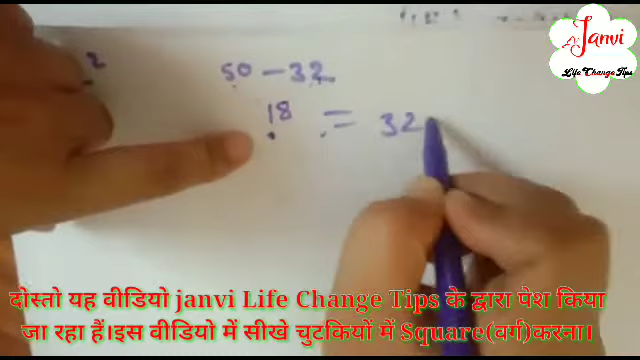 Janvi
Life Change Tips
2
50 - 32
18 = 32
दोस्तो यह वीडियो janvi Life Change Tips के द्वारा पेश किया
जा रहा हैं।इस वीडियो में सीखे चुटकियों में Square(वर्ग)करना।